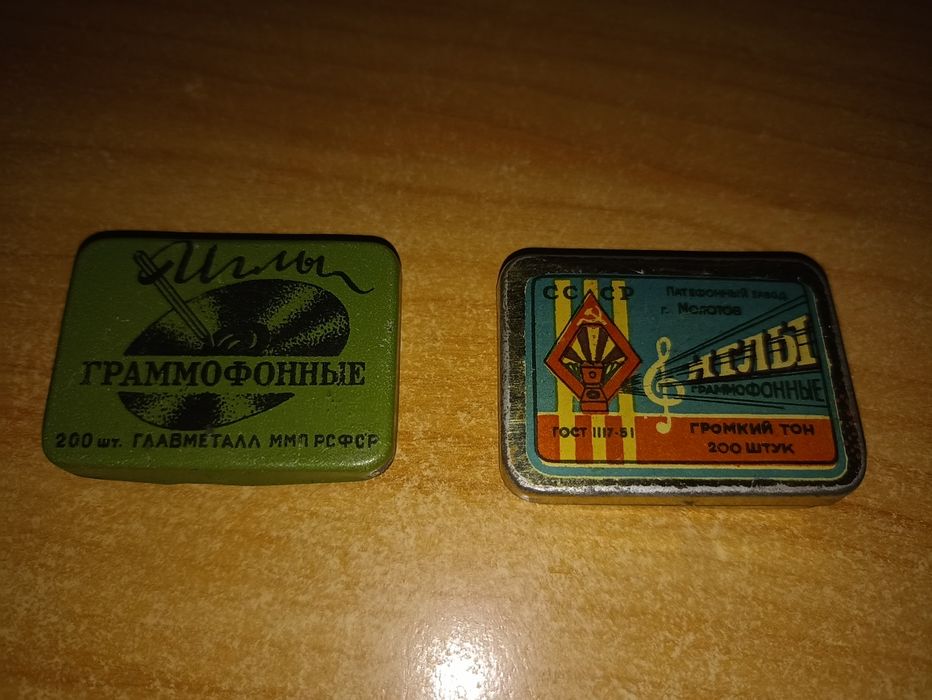 Иглы
ГРАММОФОННЫЕ
200 шт. ГЛАВМЕТАЛЛ ММП РСФСР
СССР
ПАТЕФОННЫЙ ЗАВОД
г. МОЛОТОВ
ИГЛЫ
ГРАММОФОННЫЕ
ГОСТ 1117-51
ГРОМКИЙ ТОН
200 ШТУК